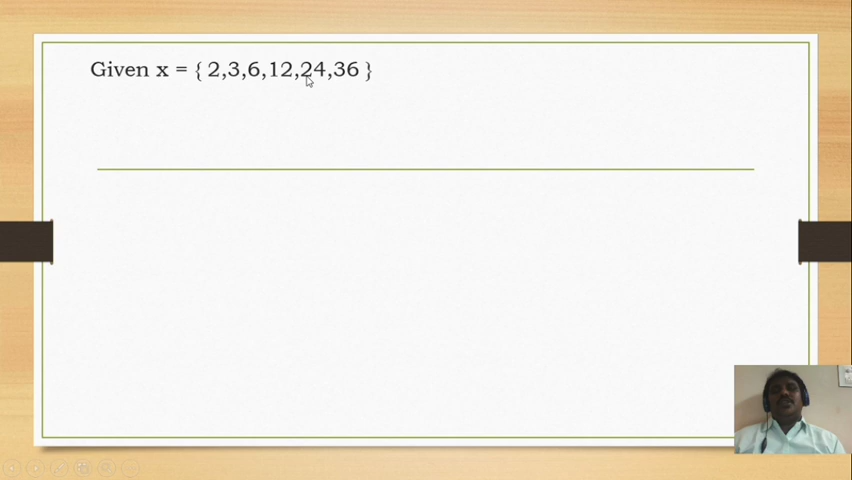 Given x = { 2,3,6,12,24,36 }